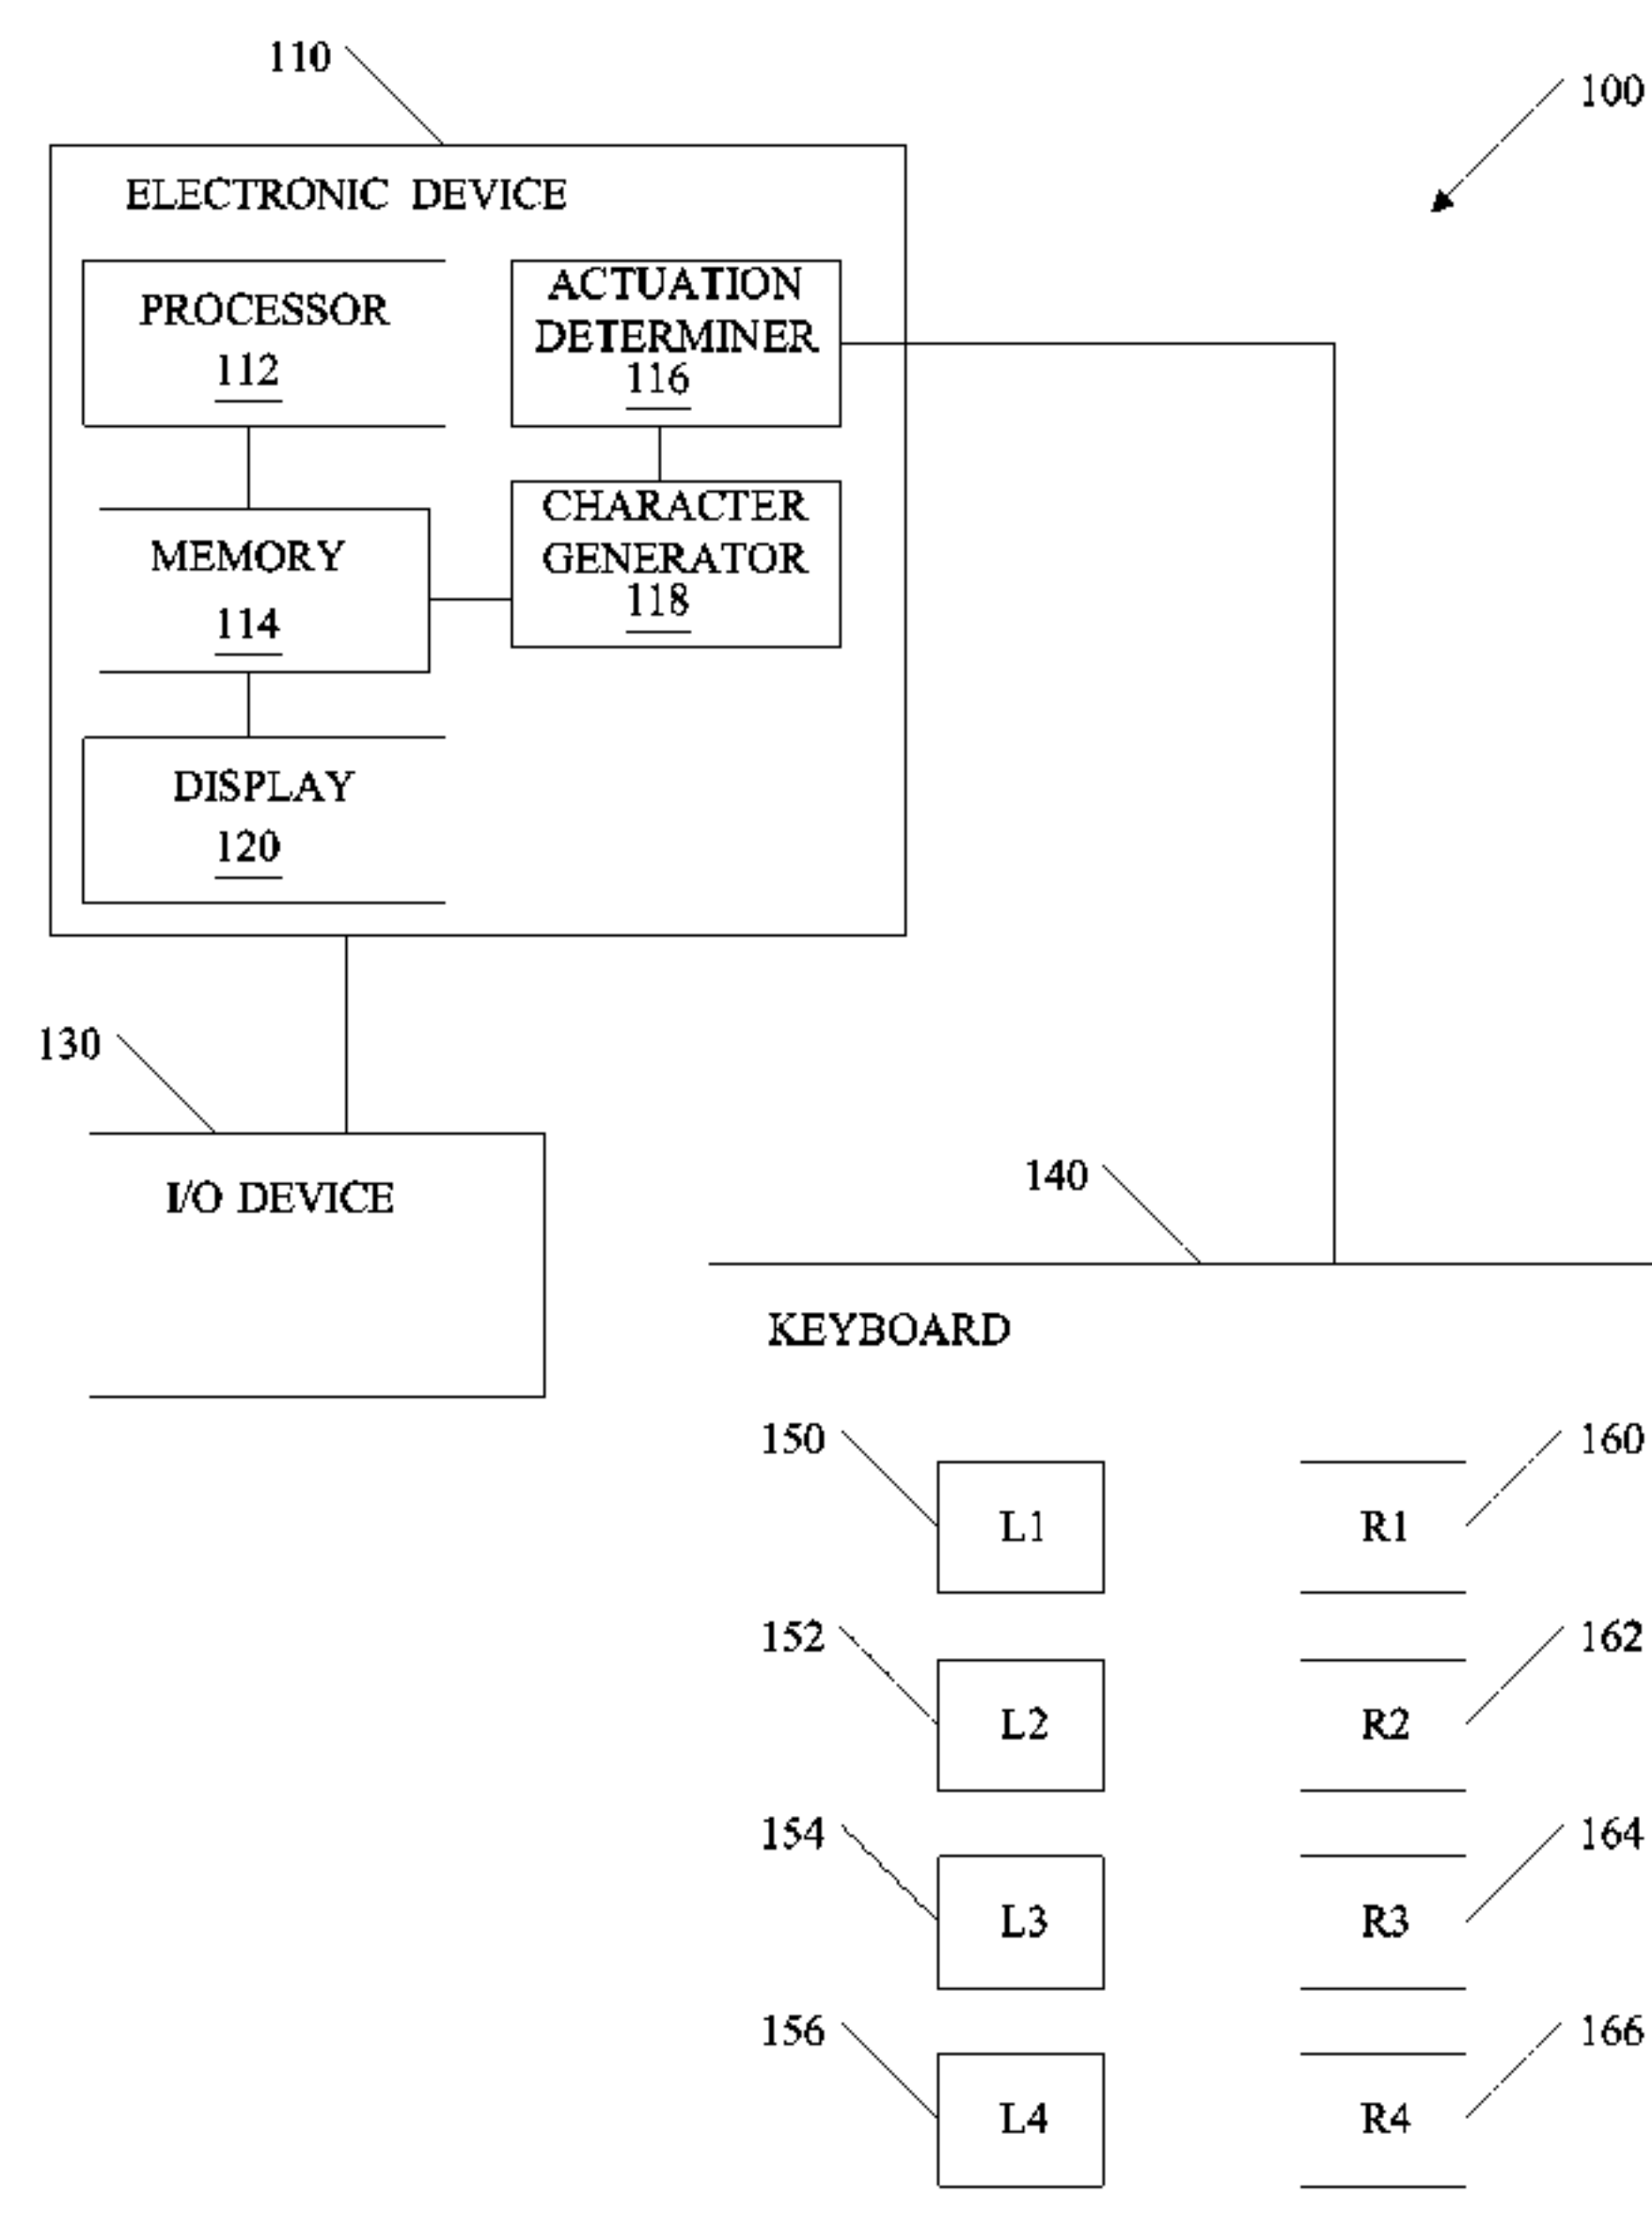 110
100
ELECTRONIC DEVICE
PROCESSOR
112
ACTUATION
DETERMINER
116
MEMORY
114
CHARACTER
GENERATOR
118
DISPLAY
120
130
I/O DEVICE
140
KEYBOARD
150
L1
R1
160
152
L2
R2
162
154
L3
R3
164
156
L4
R4
166